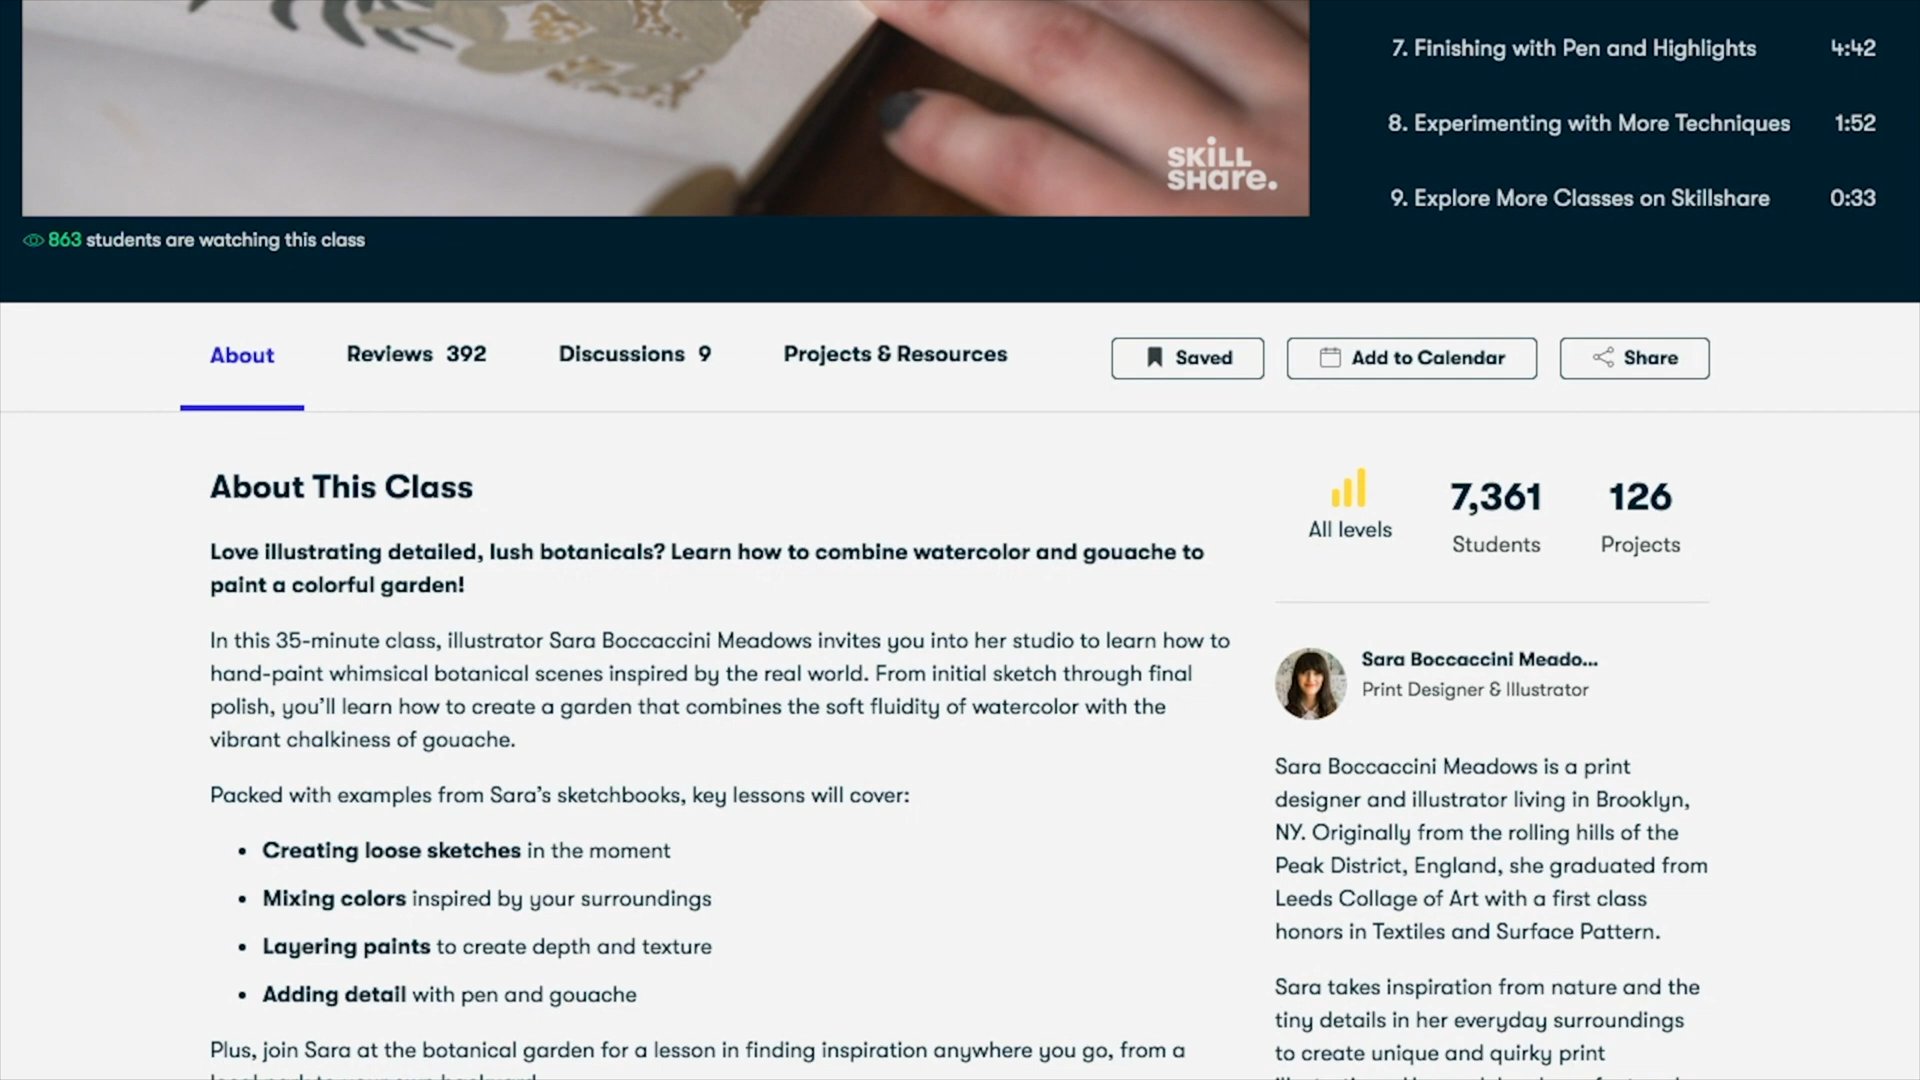 7. Finishing with Pen and Highlights 4:42
8. Experimenting with More Techniques 1:52
9. Explore More Classes on Skillshare 0:33
SKiLL
SHare.
863 students are watching this class
About Reviews 392 Discussions 9 Projects & Resources Saved Add to Calendar Share
About This Class
Love illustrating detailed, lush botanicals? Learn how to combine watercolor and gouache to
paint a colorful garden!
In this 35-minute class, illustrator Sara Boccaccini Meadows invites you into her studio to learn how to
hand-paint whimsical botanical scenes inspired by the real world. From initial sketch through final
polish, you’ll learn how to create a garden that combines the soft fluidity of watercolor with the
vibrant chalkiness of gouache.
Packed with examples from Sara’s sketchbooks, key lessons will cover:
• Creating loose sketches in the moment
• Mixing colors inspired by your surroundings
• Layering paints to create depth and texture
• Adding detail with pen and gouache
Plus, join Sara at the botanical garden for a lesson in finding inspiration anywhere you go, from a
All levels
7,361
Students
126
Projects
Sara Boccaccini Meado...
Print Designer & Illustrator
Sara Boccaccini Meadows is a print
designer and illustrator living in Brooklyn,
NY. Originally from the rolling hills of the
Peak District, England, she graduated from
Leeds Collage of Art with a first class
honors in Textiles and Surface Pattern.
Sara takes inspiration from nature and the
tiny details in her everyday surroundings
to create unique and quirky print